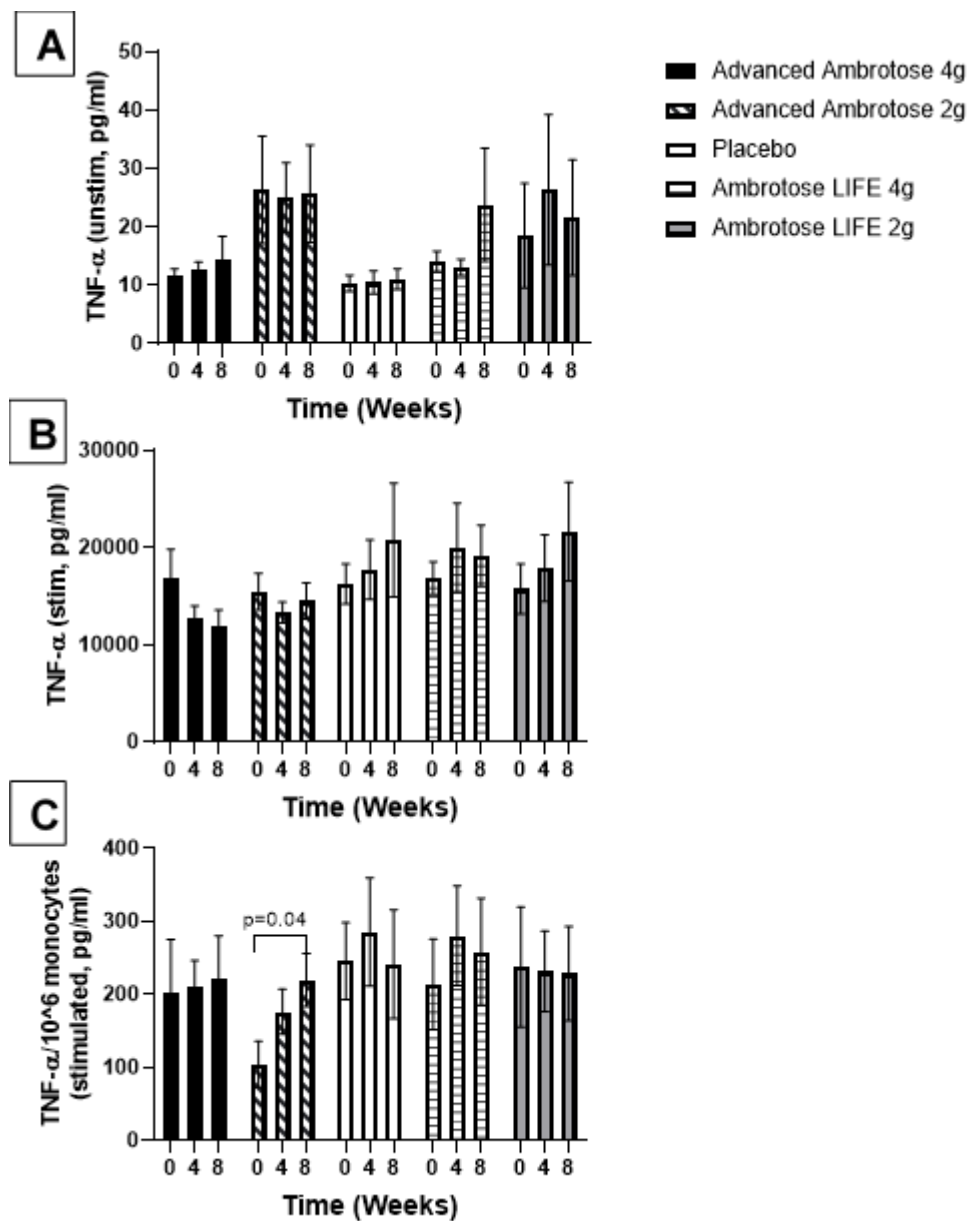 A
50
40
30
20
10
0
TNF-α (unstim, pg/ml)
0 4 8 0 4 8 0 4 8 0 4 8 0 4 8
Time (Weeks)
Advanced Ambrotose 4g
Advanced Ambrotose 2g
Placebo
Ambrotose LIFE 4g
Ambrotose LIFE 2g
B
30000
20000
10000
0
TNF-α (stim, pg/ml)
0 4 8 0 4 8 0 4 8 0 4 8 0 4 8
Time (Weeks)
C
400
300
200
100
0
TNF-α/10^6 monocytes
(stimulated, pg/ml)
p=0.04
0 4 8 0 4 8 0 4 8 0 4 8 0 4 8
Time (Weeks)